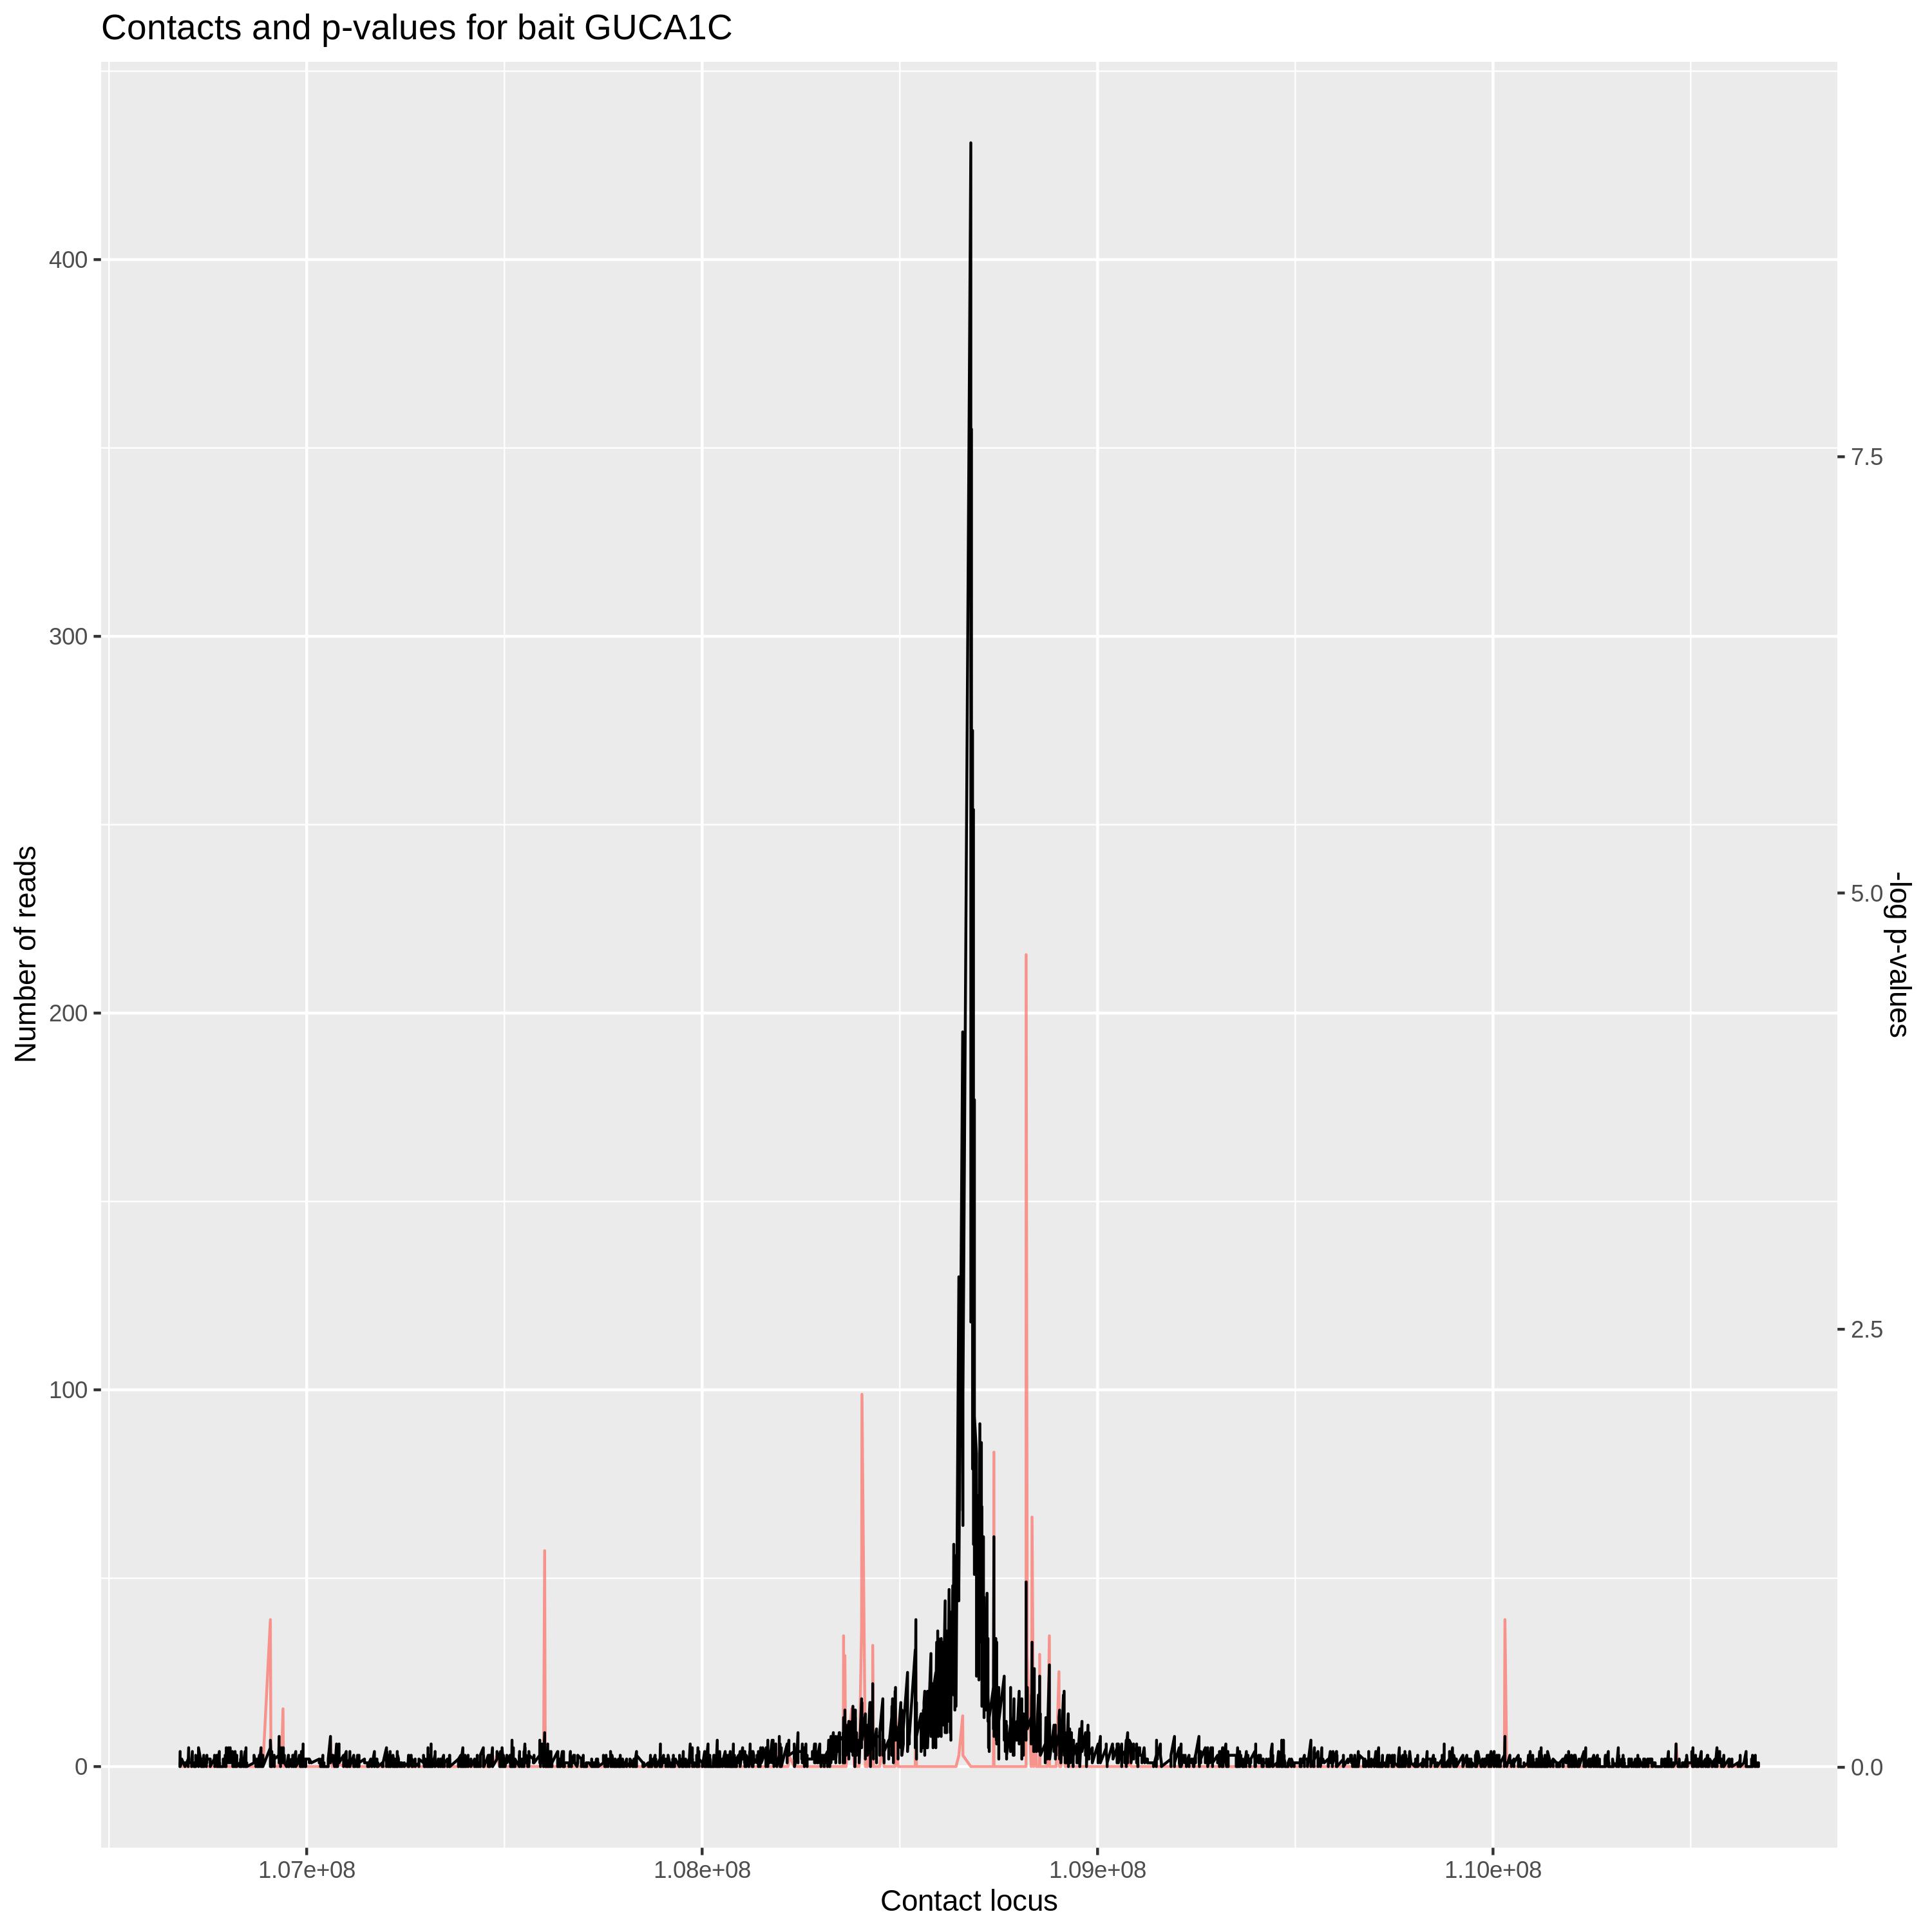 Contacts and p-values for bait GUCA1C
Number of reads
400
300
200
100
0
7.5
5.0
2.5
0.0
-log p-values
1.07e+08
1.08e+08
1.09e+08
1.10e+08
Contact locus